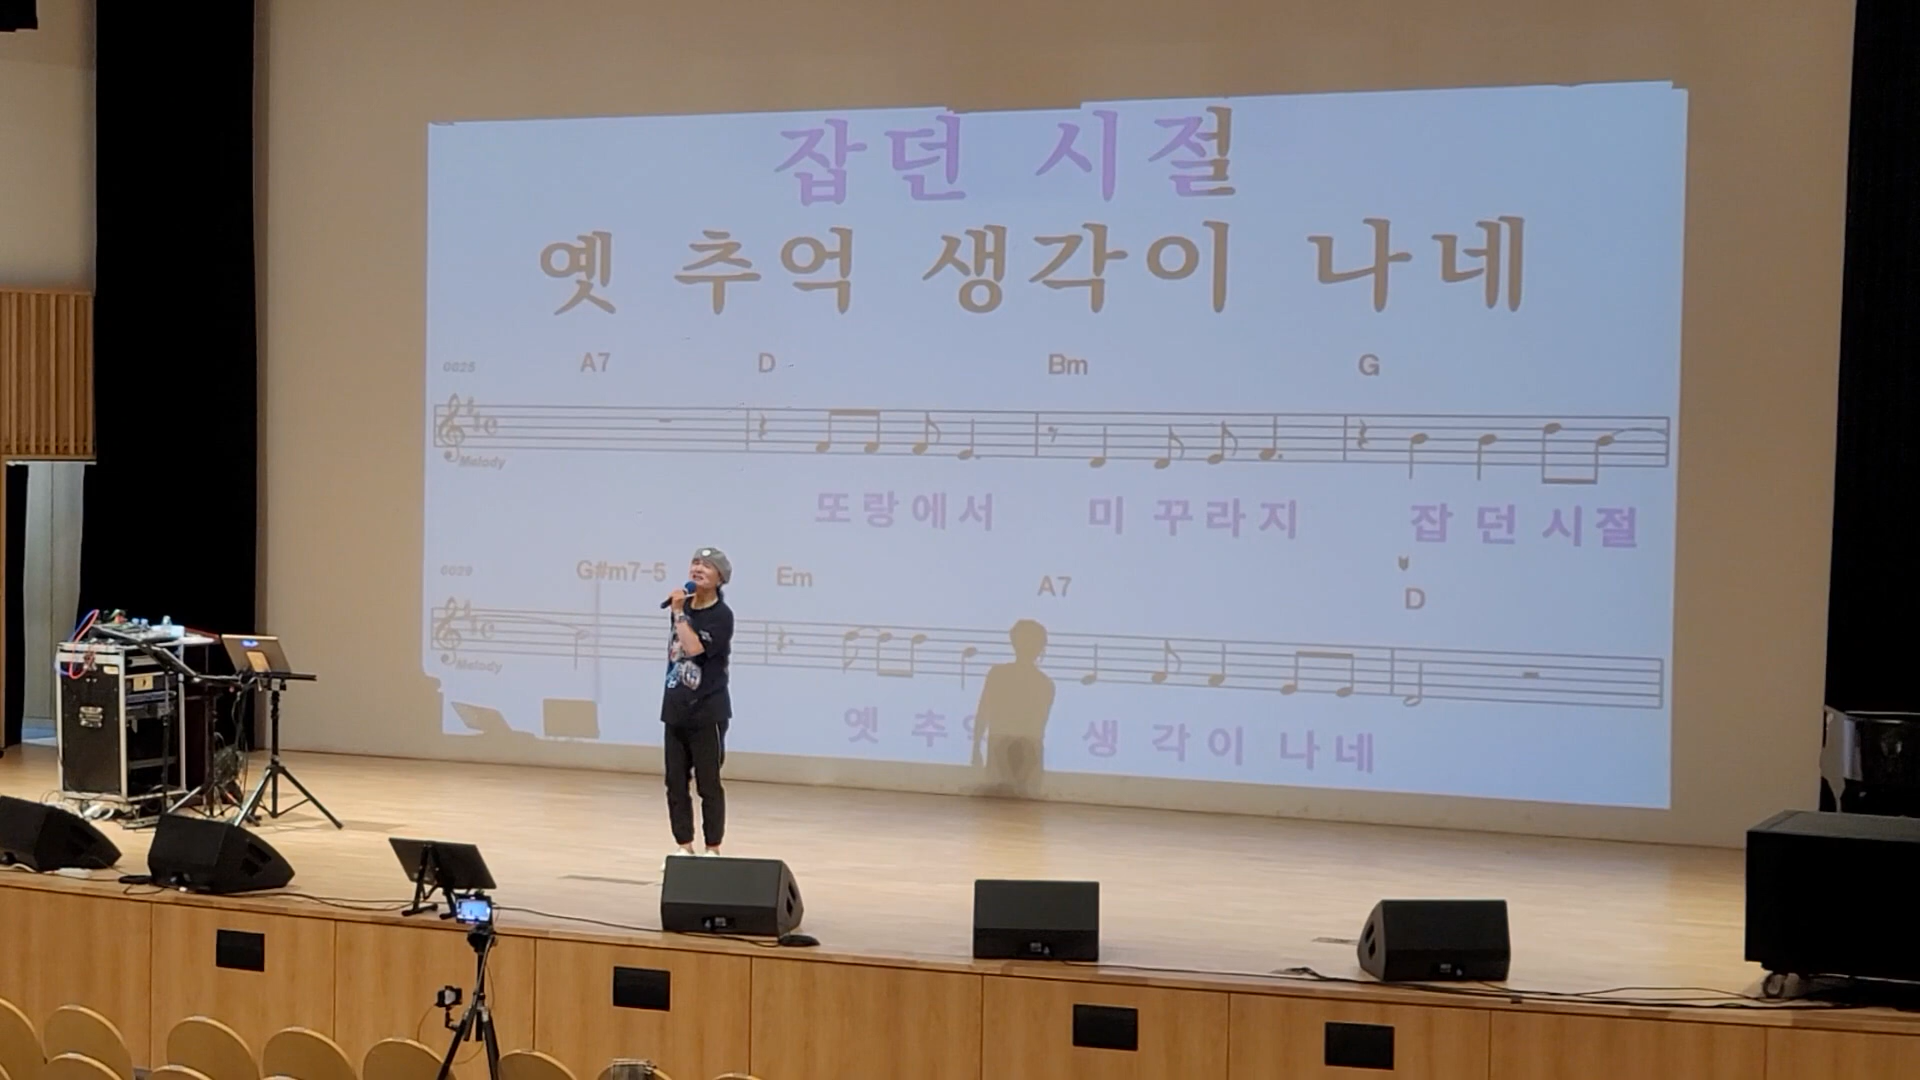 잡던 시절
옛 추억 생각이 나네
0025 A7 D Bm G
Melody
또랑에서 미 꾸라지 잡 던 시절
0029 G#m7-5 Em A7 D
Melody
옛 추 생 각 이 나 네